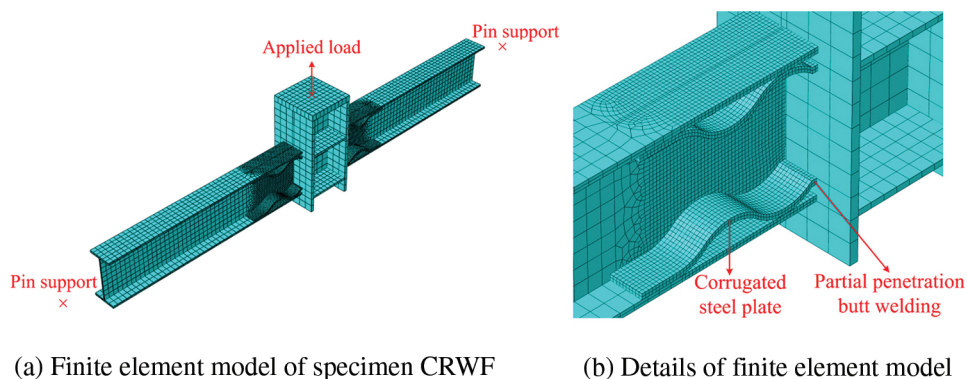 Applied load
Pin support
×
Pin support
×
Corrugated
steel plate
Partial penetration
butt welding
(a) Finite element model of specimen CRWF
(b) Details of finite element model